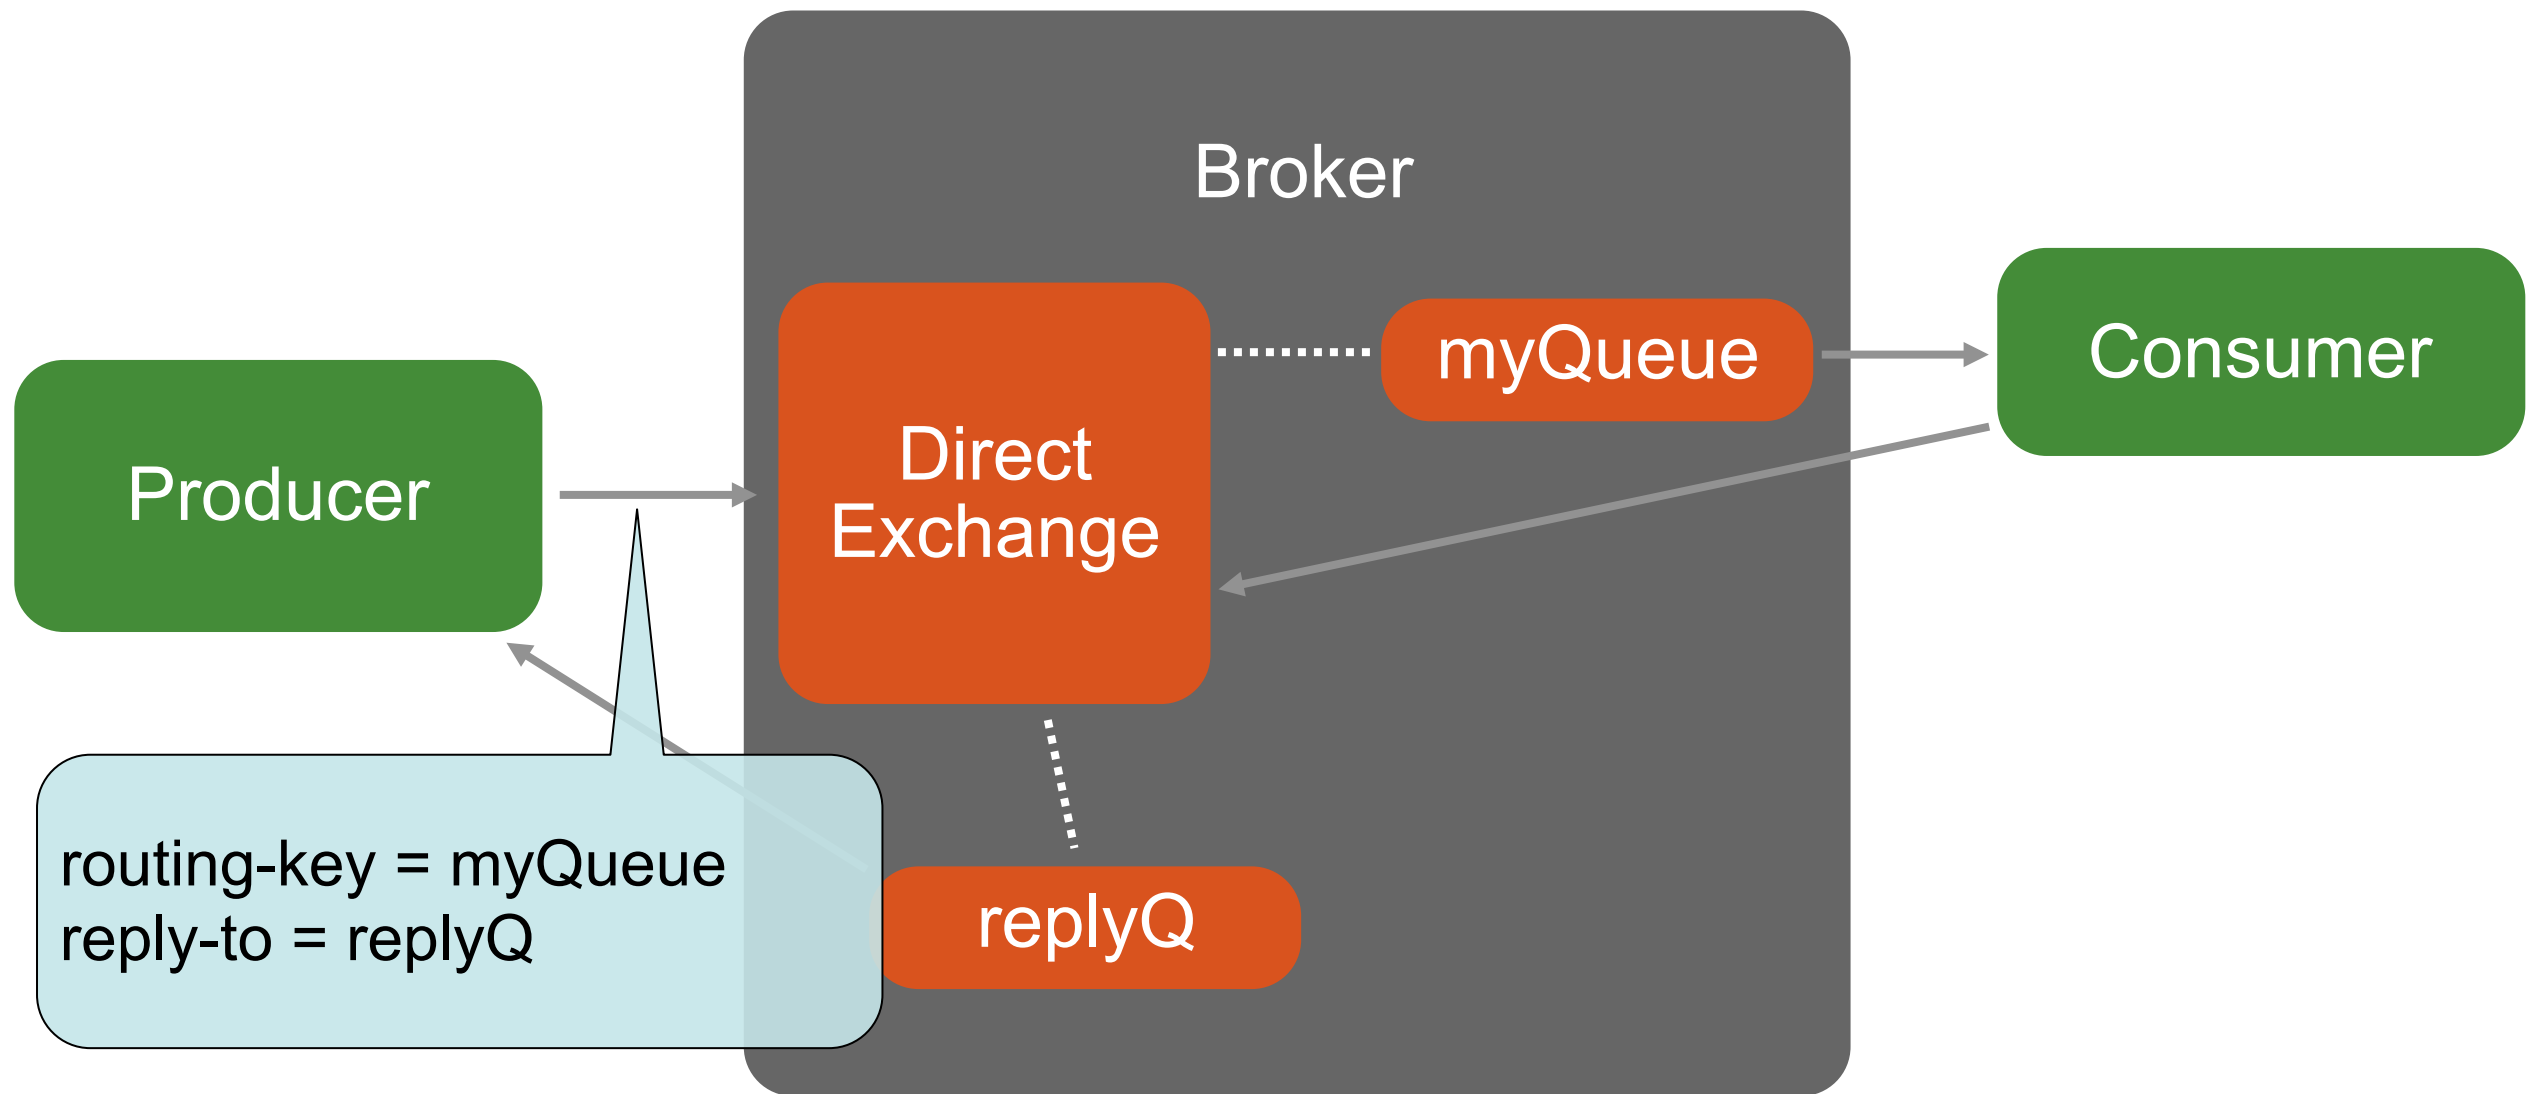 Broker
Producer
Direct
Exchange
myQueue
Consumer
routing-key = myQueue
reply-to = replyQ
replyQ